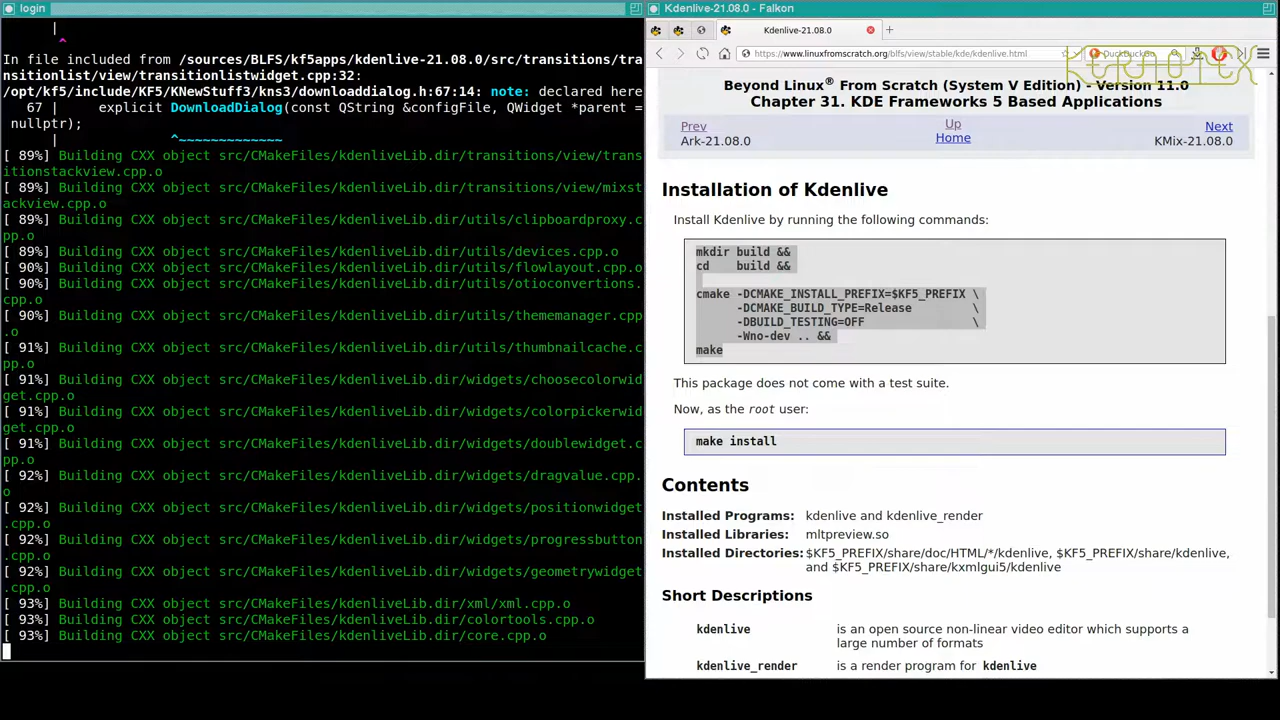 login
|
^
In file included from /sources/BLFS/kf5apps/kdenlive-21.08.0/src/transitions/tra
nsitionlist/view/transitionlistwidget.cpp:32:
/opt/kf5/include/KF5/KNewStuff3/kns3/downloaddialog.h:67:14: note: declared here
67 |     explicit DownloadDialog(const QString &configFile, QWidget *parent =
nullptr);
|              ^~~~~~~~~~~~~~
[ 89%] Building CXX object src/CMakeFiles/kdenliveLib.dir/transitions/view/trans
itionstackview.cpp.o
[ 89%] Building CXX object src/CMakeFiles/kdenliveLib.dir/transitions/view/mixst
ackview.cpp.o
[ 89%] Building CXX object src/CMakeFiles/kdenliveLib.dir/utils/clipboardproxy.c
pp.o
[ 89%] Building CXX object src/CMakeFiles/kdenliveLib.dir/utils/devices.cpp.o
[ 90%] Building CXX object src/CMakeFiles/kdenliveLib.dir/utils/flowlayout.cpp.o
[ 90%] Building CXX object src/CMakeFiles/kdenliveLib.dir/utils/otioconvertions.
cpp.o
[ 90%] Building CXX object src/CMakeFiles/kdenliveLib.dir/utils/thememanager.cpp
.o
[ 91%] Building CXX object src/CMakeFiles/kdenliveLib.dir/utils/thumbnailcache.c
pp.o
[ 91%] Building CXX object src/CMakeFiles/kdenliveLib.dir/widgets/choosecolorwid
get.cpp.o
[ 91%] Building CXX object src/CMakeFiles/kdenliveLib.dir/widgets/colorpickerwid
get.cpp.o
[ 91%] Building CXX object src/CMakeFiles/kdenliveLib.dir/widgets/doublewidget.c
pp.o
[ 92%] Building CXX object src/CMakeFiles/kdenliveLib.dir/widgets/dragvalue.cpp.
o
[ 92%] Building CXX object src/CMakeFiles/kdenliveLib.dir/widgets/positionwidget
.cpp.o
[ 92%] Building CXX object src/CMakeFiles/kdenliveLib.dir/widgets/progressbutton
.cpp.o
[ 92%] Building CXX object src/CMakeFiles/kdenliveLib.dir/widgets/geometrywidget
.cpp.o
[ 93%] Building CXX object src/CMakeFiles/kdenliveLib.dir/xml/xml.cpp.o
[ 93%] Building CXX object src/CMakeFiles/kdenliveLib.dir/colortools.cpp.o
[ 93%] Building CXX object src/CMakeFiles/kdenliveLib.dir/core.cpp.o
Kdenlive-21.08.0 - Falkon
Kdenlive-21.08.0
https://www.linuxfromscratch.org/blfs/view/stable/kde/kdenlive.html
KERNOTEX
Beyond Linux® From Scratch (System V Edition) - Version 11.0
Chapter 31. KDE Frameworks 5 Based Applications
Prev Up Next
Ark-21.08.0 Home KMix-21.08.0
Installation of Kdenlive
Install Kdenlive by running the following commands:
mkdir build &&
cd    build &&
cmake -DCMAKE_INSTALL_PREFIX=$KF5_PREFIX \
-DCMAKE_BUILD_TYPE=Release \
-DBUILD_TESTING=OFF \
-Wno-dev .. &&
make
This package does not come with a test suite.
Now, as the root user:
make install
Contents
Installed Programs: kdenlive and kdenlive_render
Installed Libraries: mltpreview.so
Installed Directories: $KF5_PREFIX/share/doc/HTML/*/kdenlive, $KF5_PREFIX/share/kdenlive,
and $KF5_PREFIX/share/kxmlgui5/kdenlive
Short Descriptions
kdenlive is an open source non-linear video editor which supports a
large number of formats
kdenlive_render is a render program for kdenlive